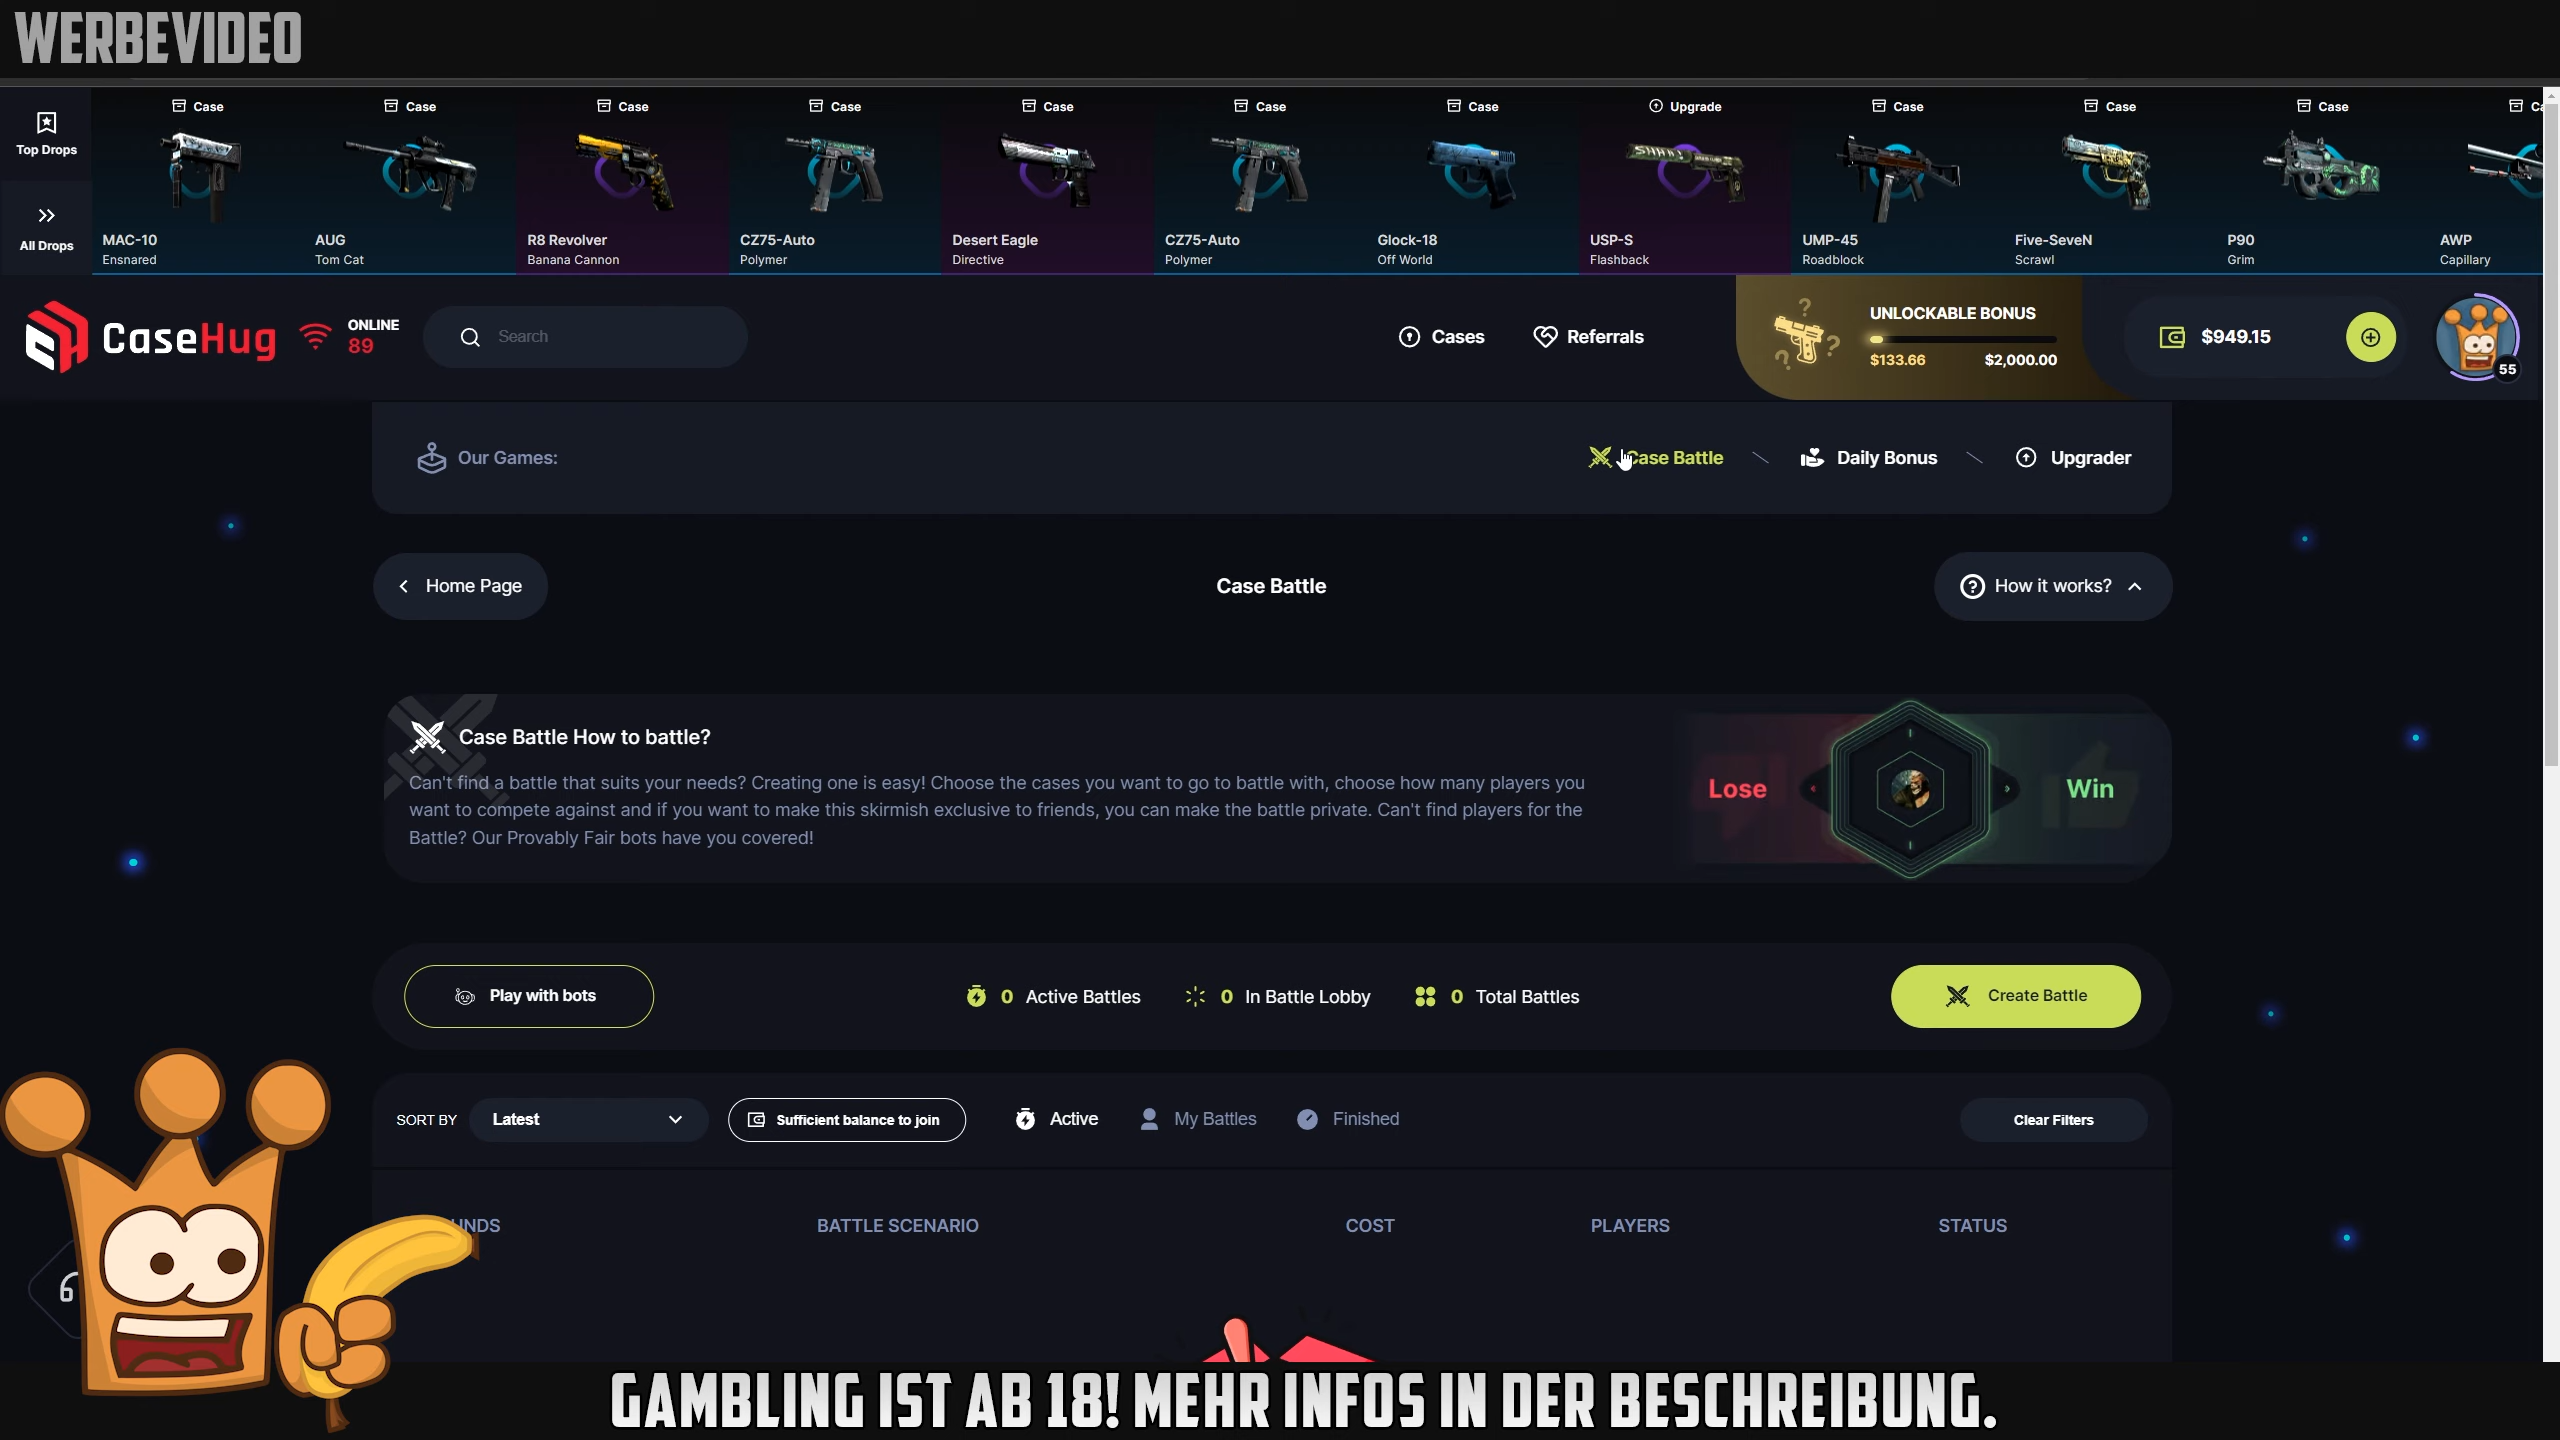 WERBEVIDEO
Top Drops
All Drops
Case
MAC-10
Ensnared
Case
AUG
Tom Cat
Case
R8 Revolver
Banana Cannon
Case
CZ75-Auto
Polymer
Case
Desert Eagle
Directive
Case
CZ75-Auto
Polymer
Case
Glock-18
Off World
Upgrade
USP-S
Flashback
Case
UMP-45
Roadblock
Case
Five-SeveN
Scrawl
Case
P90
Grim
AWP
Capillary
CaseHug
ONLINE
89
Search
Cases
Referrals
UNLOCKABLE BONUS
$133.66 $2,000.00
$949.15
55
Our Games:
Case Battle
Daily Bonus
Upgrader
Home Page
Case Battle
How it works?
Case Battle How to battle?
Can't find a battle that suits your needs? Creating one is easy! Choose the cases you want to go to battle with, choose how many players you
want to compete against and if you want to make this skirmish exclusive to friends, you can make the battle private. Can't find players for the
Battle? Our Provably Fair bots have you covered!
Lose
Win
Play with bots
0 Active Battles
0 In Battle Lobby
0 Total Battles
Create Battle
SORT BY
Latest
Sufficient balance to join
Active
My Battles
Finished
Clear Filters
BATTLE SCENARIO
COST
PLAYERS
STATUS
GAMBLING IST AB 18! MEHR INFOS IN DER BESCHREIBUNG.